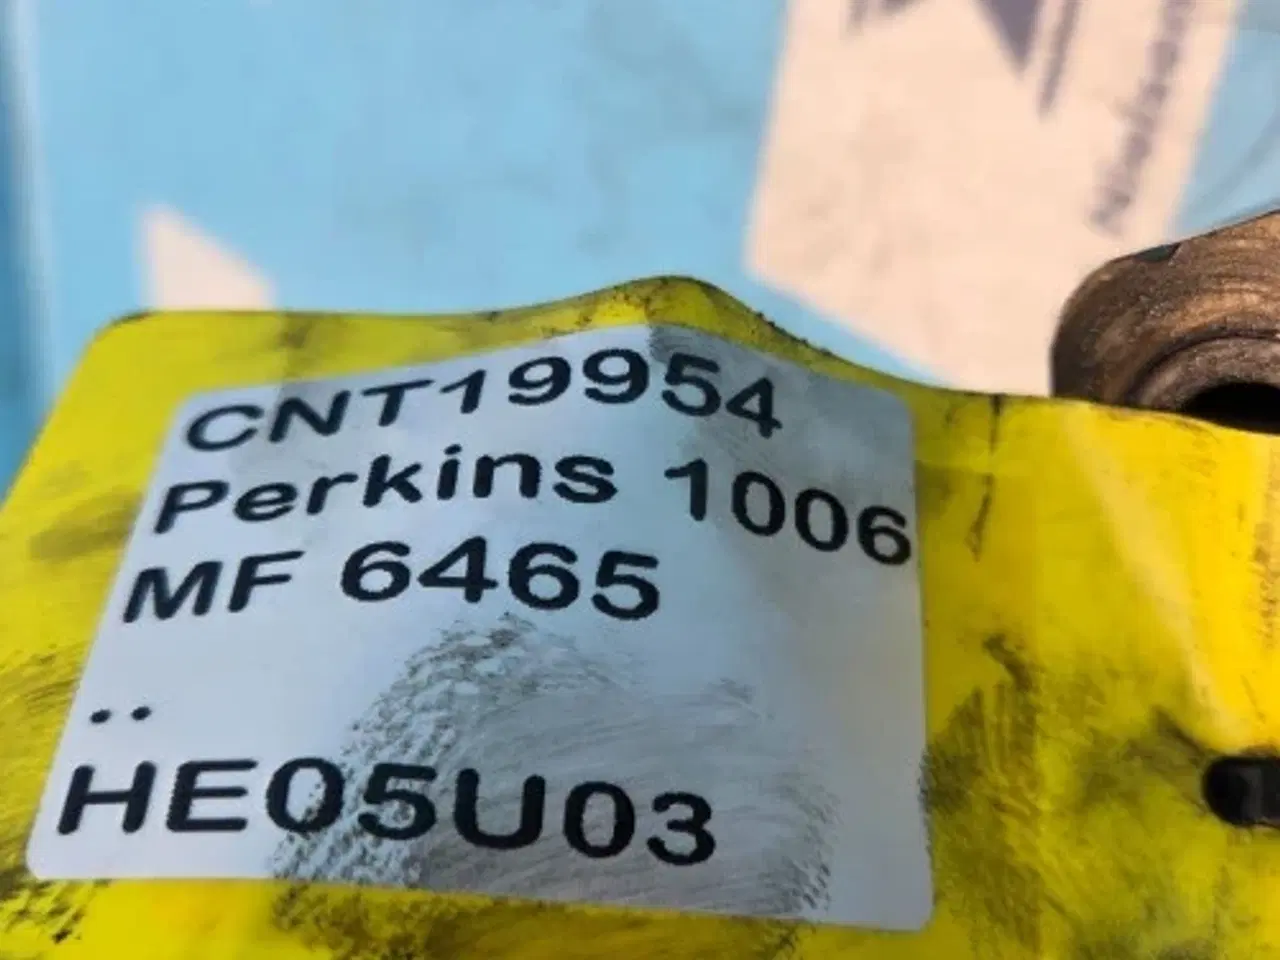 CNT19954
Perkins 1006
MF 6465
..
HE05U03